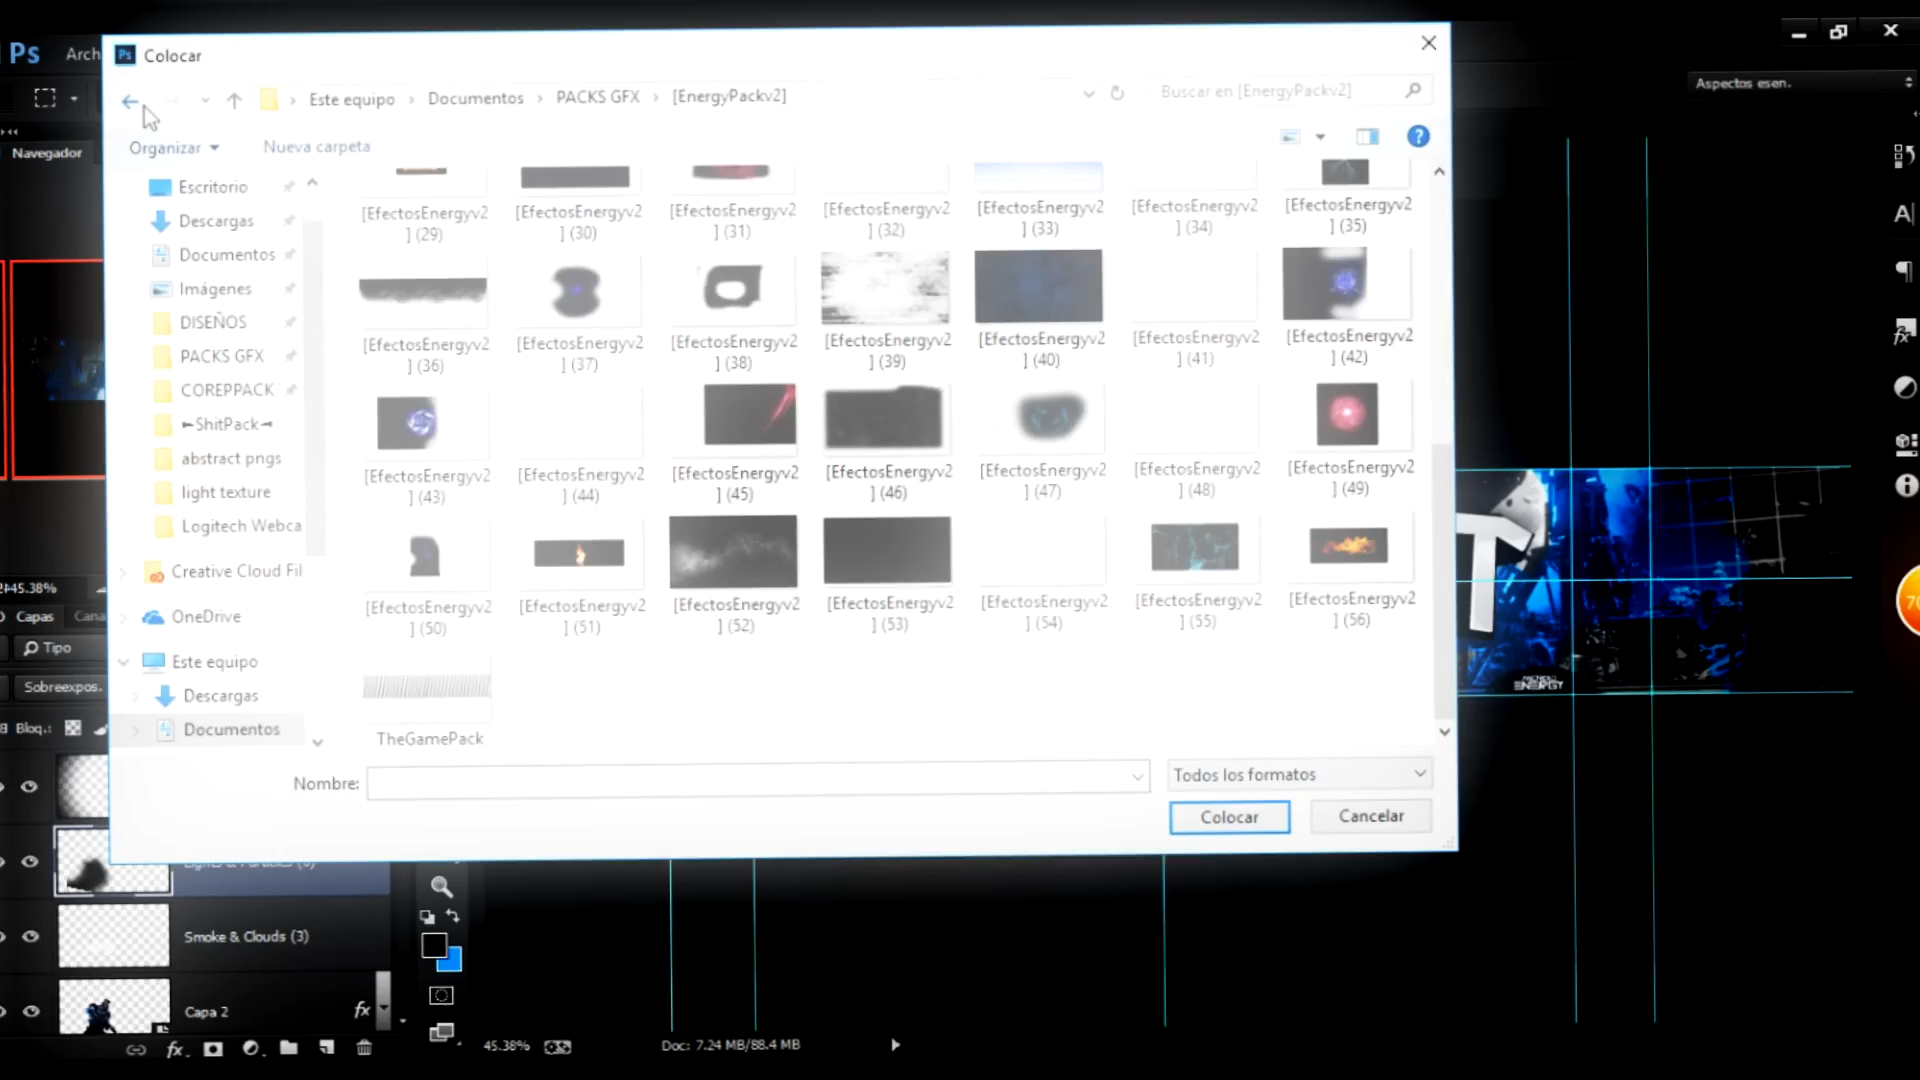 Ps
Arch
Ps Colocar
Este equipo > Documentos > PACKS GFX > [EnergyPackv2]
Buscar en [EnergyPackv2]
Aspectos esen.
Organizar
Nueva carpeta
Navegador
Escritorio
Descargas
Documentos
Imágenes
DISEÑOS
PACKS GFX
COREPPACK
►ShitPack◄
abstract pngs
light texture
Logitech Webca
Creative Cloud Fil
OneDrive
Este equipo
Descargas
Documentos
[EfectosEnergyv2
] (29)
[EfectosEnergyv2
] (30)
[EfectosEnergyv2
] (31)
[EfectosEnergyv2
] (32)
[EfectosEnergyv2
] (33)
[EfectosEnergyv2
] (34)
[EfectosEnergyv2
] (35)
[EfectosEnergyv2
] (36)
[EfectosEnergyv2
] (37)
[EfectosEnergyv2
] (38)
[EfectosEnergyv2
] (39)
[EfectosEnergyv2
] (40)
[EfectosEnergyv2
] (41)
[EfectosEnergyv2
] (42)
[EfectosEnergyv2
] (43)
[EfectosEnergyv2
] (44)
[EfectosEnergyv2
] (45)
[EfectosEnergyv2
] (46)
[EfectosEnergyv2
] (47)
[EfectosEnergyv2
] (48)
[EfectosEnergyv2
] (49)
[EfectosEnergyv2
] (50)
[EfectosEnergyv2
] (51)
[EfectosEnergyv2
] (52)
[EfectosEnergyv2
] (53)
[EfectosEnergyv2
] (54)
[EfectosEnergyv2
] (55)
[EfectosEnergyv2
] (56)
TheGamePack
Nombre:
Todos los formatos
Colocar
Cancelar
45.38%
Capas
Cana
Tipo
Sobreexpos.
Bloq.:
Smoke & Clouds (3)
Capa 2
fx
45.38%
Doc: 7.24 MB/88.4 MB
T
ENERGY
70